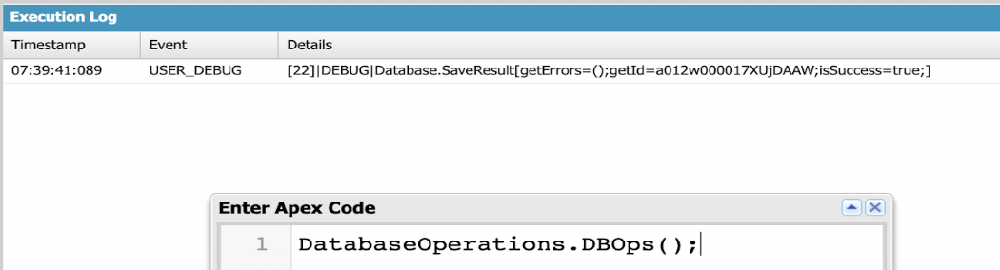 Execution Log
Timestamp Event Details
07:39:41:089 USER_DEBUG [22]|DEBUG|Database.SaveResult[getErrors=();getId=a012w000017XUjDAAW;isSuccess=true;]
Enter Apex Code
1 DatabaseOperations.DBOps();